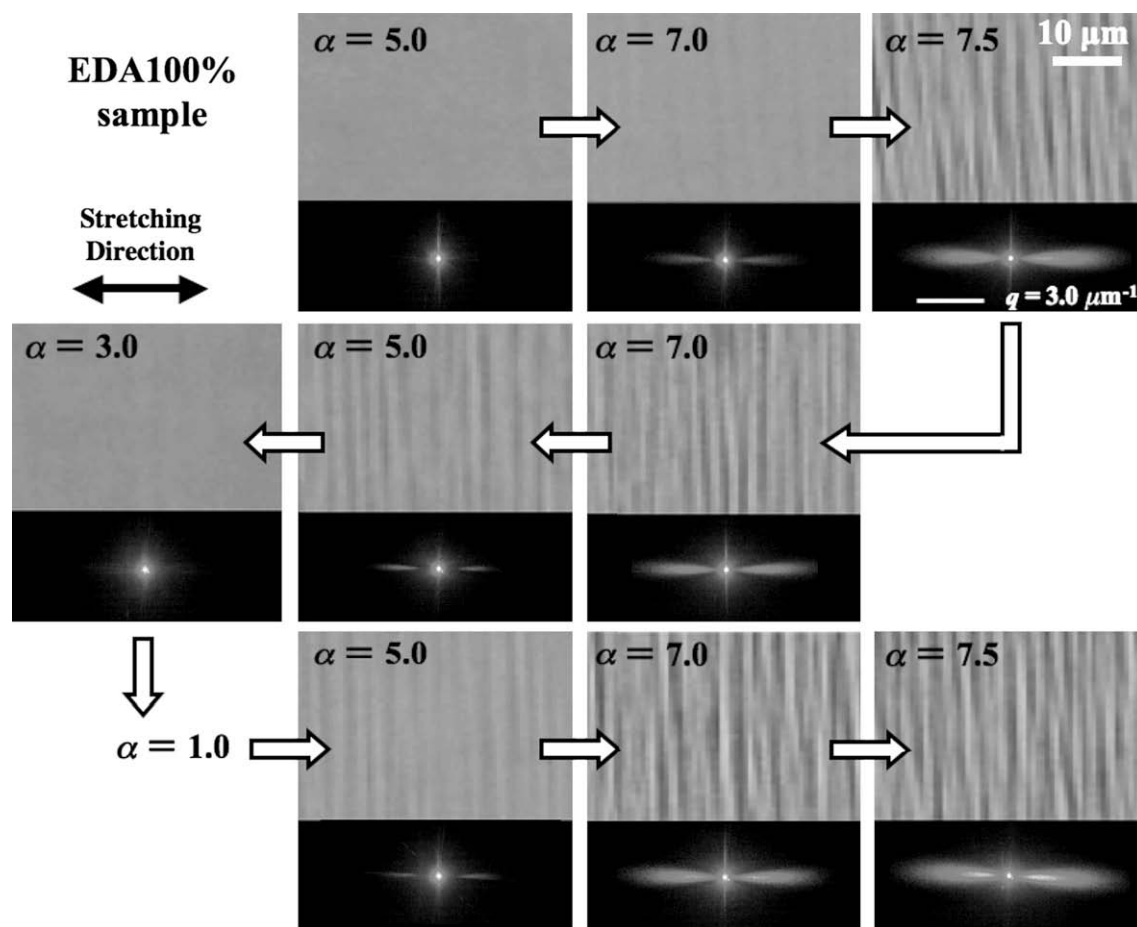 EDA100%
sample
α = 5.0
α = 7.0
α = 7.5
10 μm
Stretching
Direction
q = 3.0 μm⁻¹
α = 3.0
α = 5.0
α = 7.0
α = 1.0
α = 5.0
α = 7.0
α = 7.5